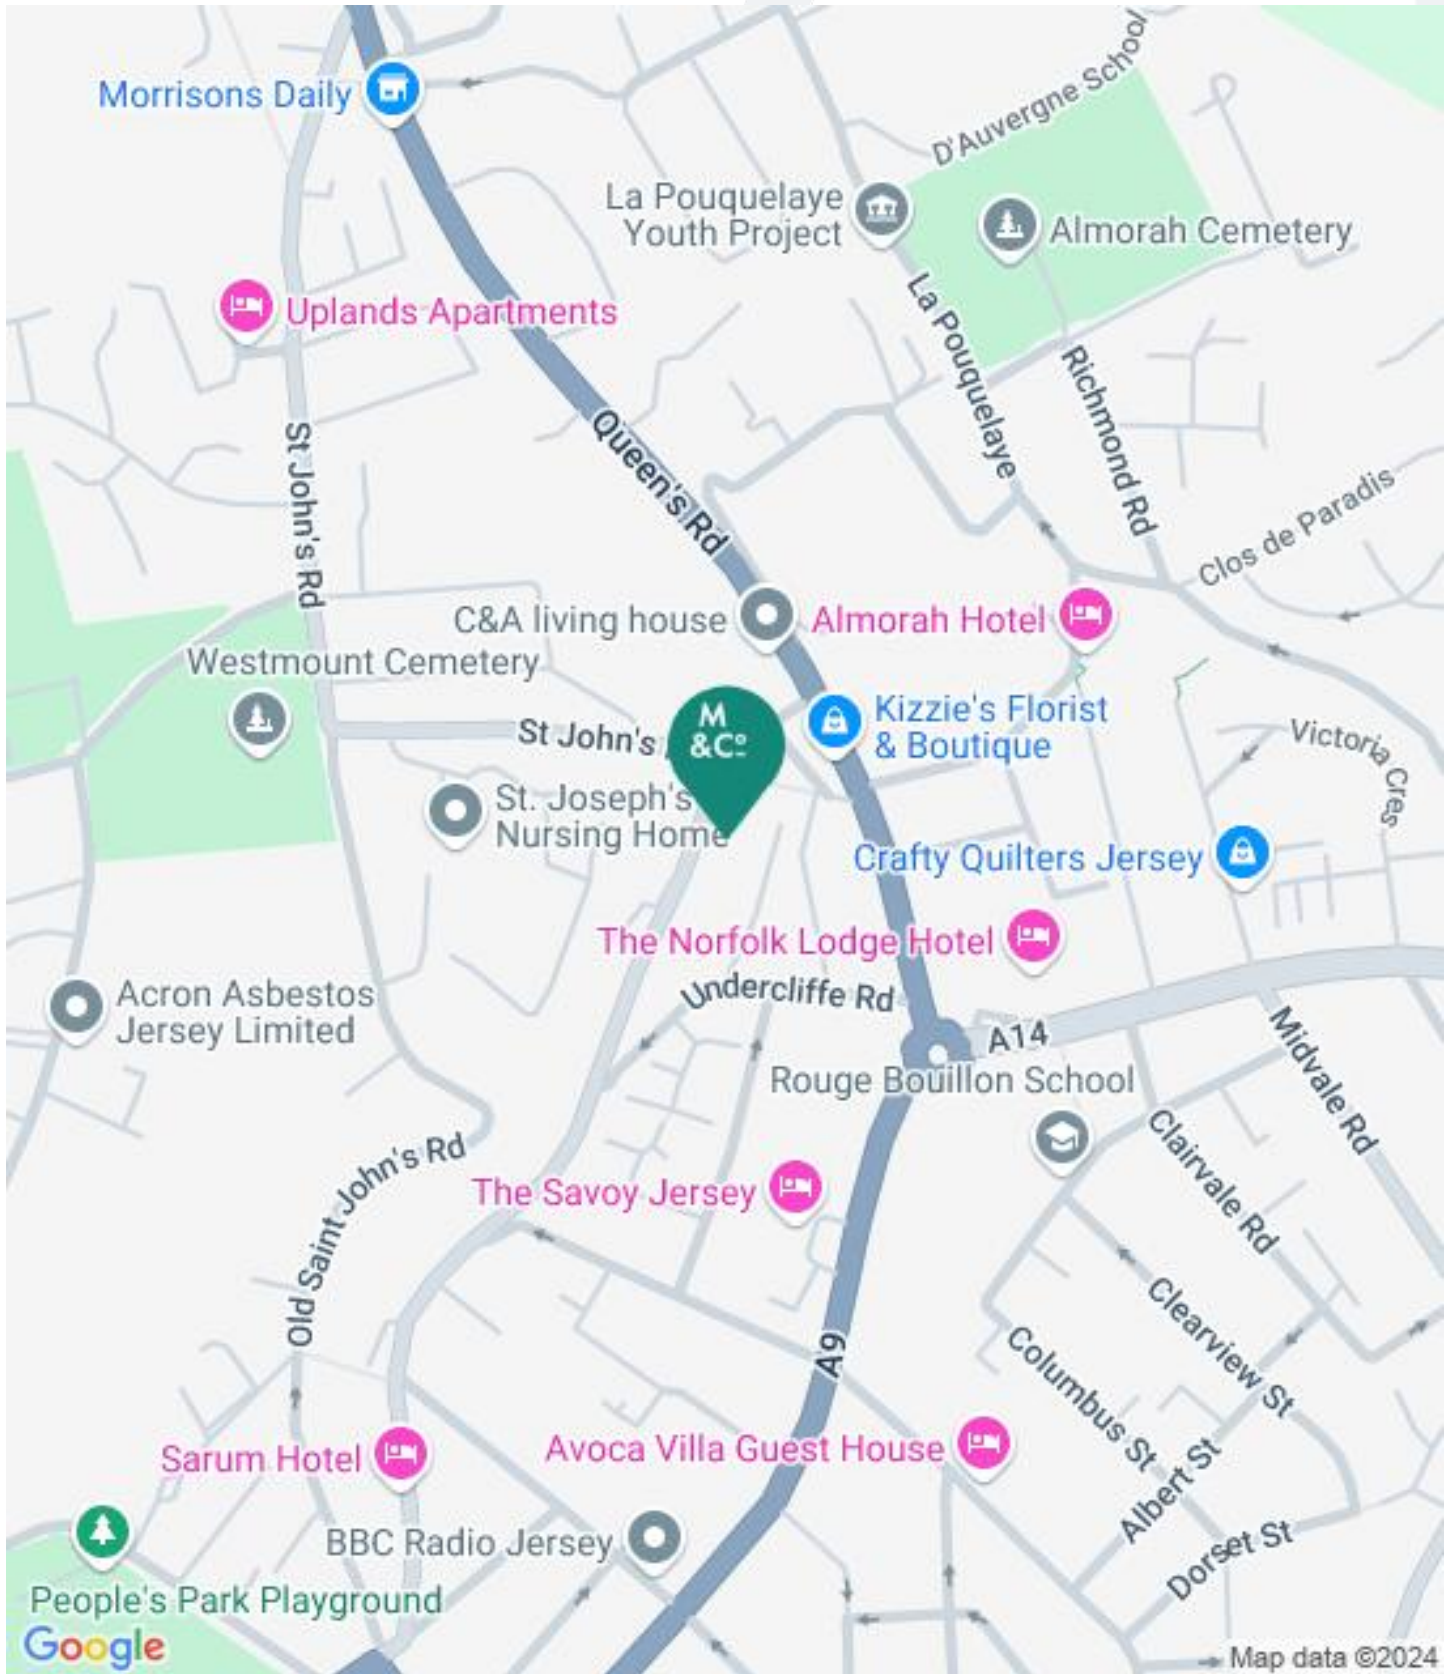 D'Auvergne School
Morrisons Daily
La Pouquelaye
Youth Project
Almorah Cemetery
Uplands Apartments
La Pouquelaye
Richmond Rd
St John's Rd
Queen's Rd
Clos de Paradis
C&A living house
Almorah Hotel
Westmount Cemetery
St John's
M
&Co
Kizzie's Florist
& Boutique
Victoria Cres
St. Joseph's
Nursing Home
Crafty Quilters Jersey
The Norfolk Lodge Hotel
Undercliffe Rd
Acron Asbestos
Jersey Limited
A14
Midvale Rd
Rouge Bouillon School
Clairvale Rd
Old Saint John's Rd
The Savoy Jersey
Clearview St
A9
Columbus St
Sarum Hotel
Avoca Villa Guest House
Albert St
BBC Radio Jersey
Dorset St
People's Park Playground
Google
Map data ©2024